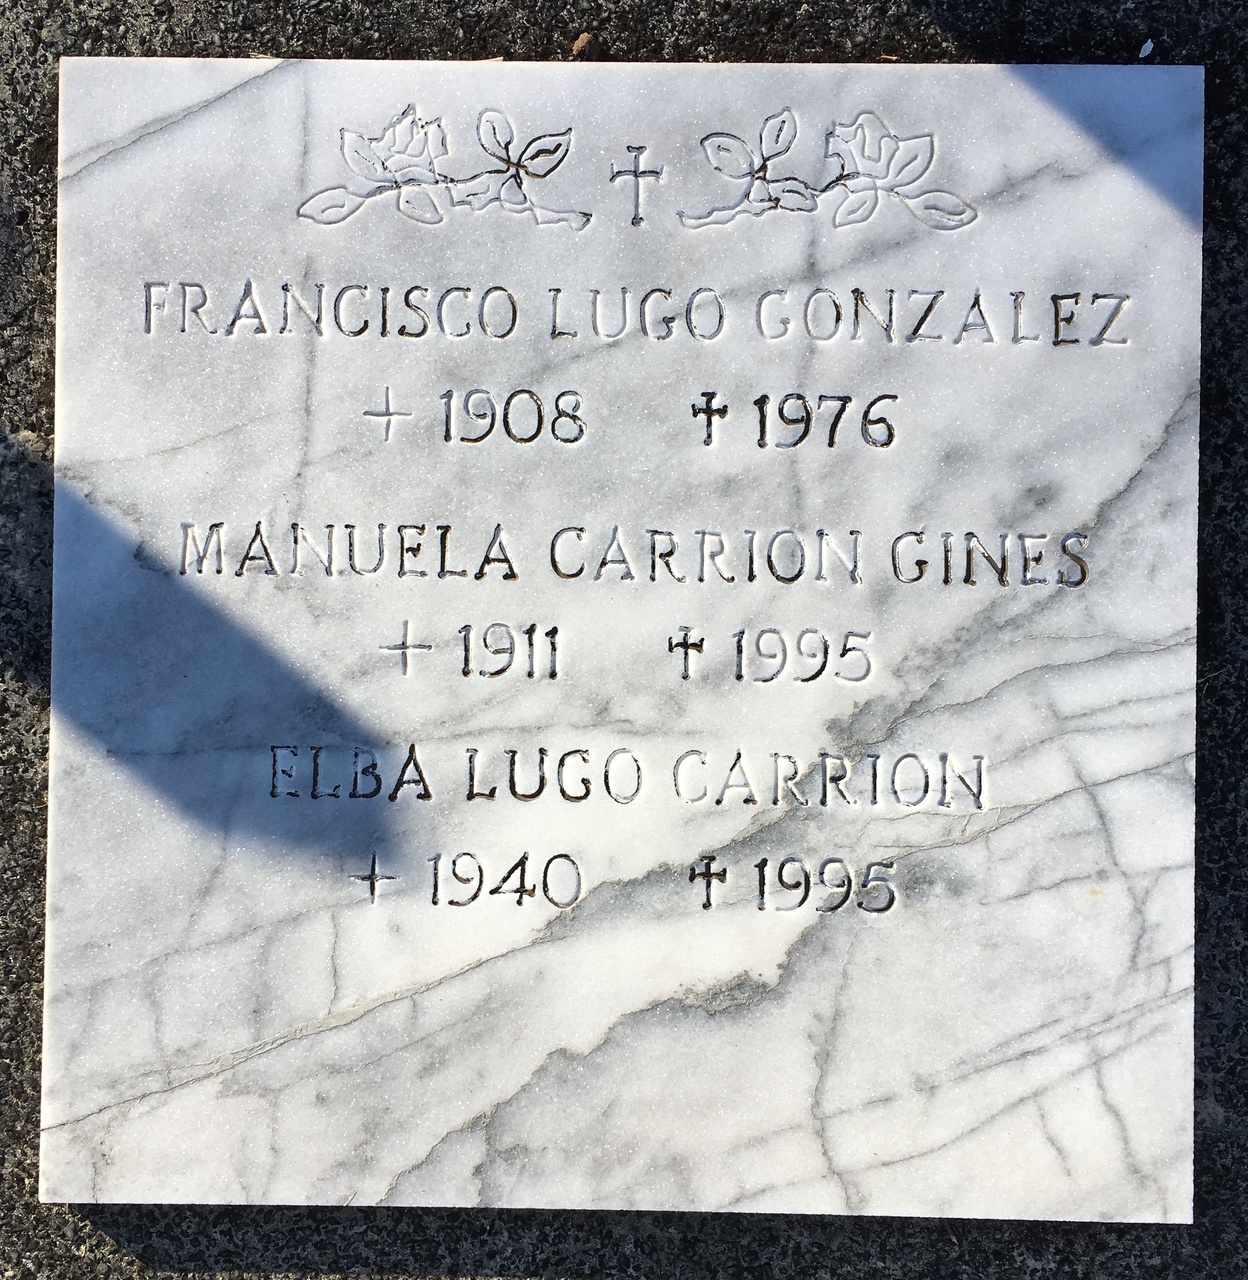 FRANCISCO LUGO GONZALEZ
+ 1908 ✝ 1976
MANUELA CARRION GINES
+ 1911 ✝ 1995
ELBA LUGO CARRION
+ 1940 ✝ 1995